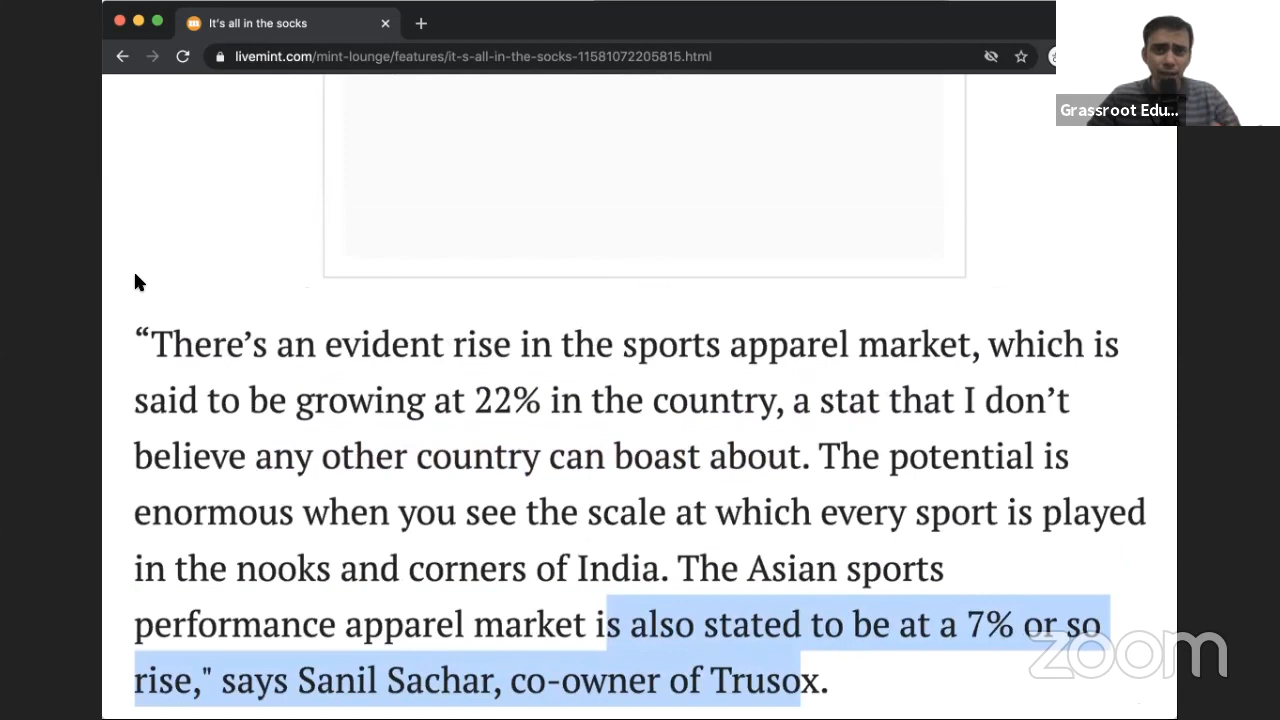 It's all in the socks
livemint.com/mint-lounge/features/it-s-all-in-the-socks-11581072205815.html
Grassroot Edu...
“There’s an evident rise in the sports apparel market, which is
said to be growing at 22% in the country, a stat that I don’t
believe any other country can boast about. The potential is
enormous when you see the scale at which every sport is played
in the nooks and corners of India. The Asian sports
performance apparel market is also stated to be at a 7% or so
rise," says Sanil Sachar, co-owner of Trusox.
zoom